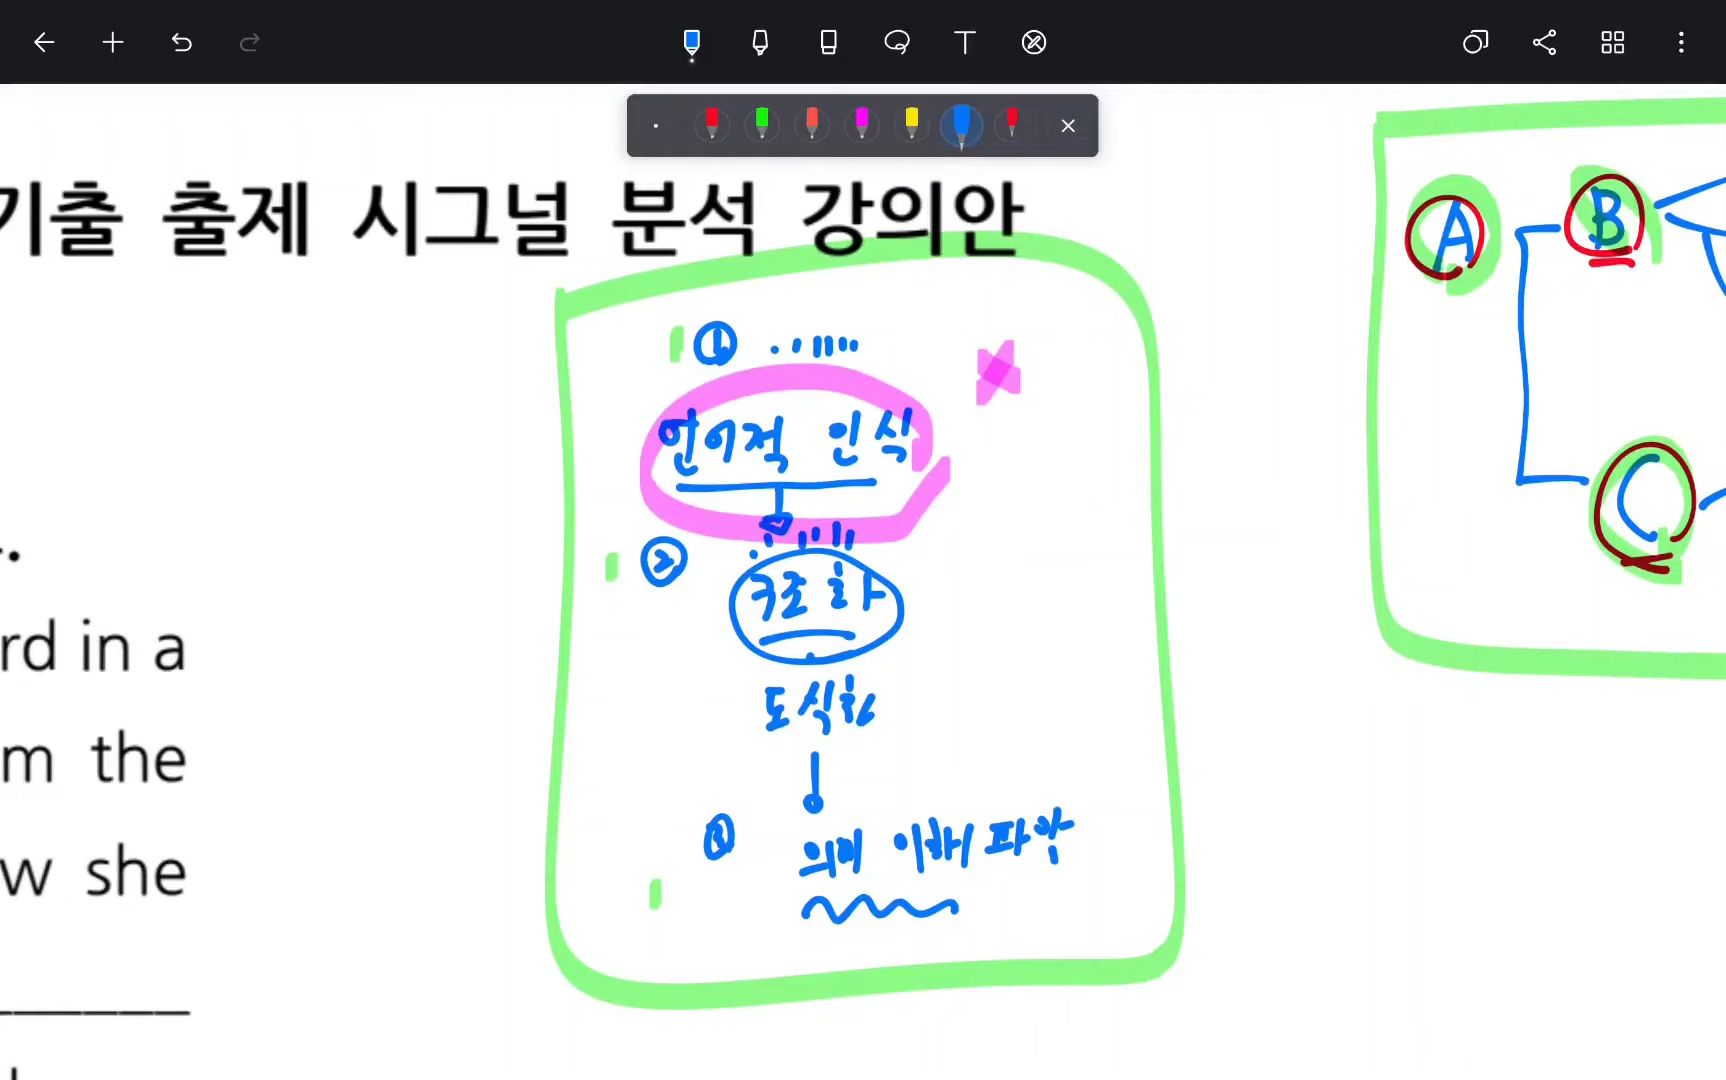 기출 출제 시그널 분석 강의안
A
B
C
①
언어적 인식
②
구조화
도식화
③
의미 이해/파악
.
rd in a
m the
w she